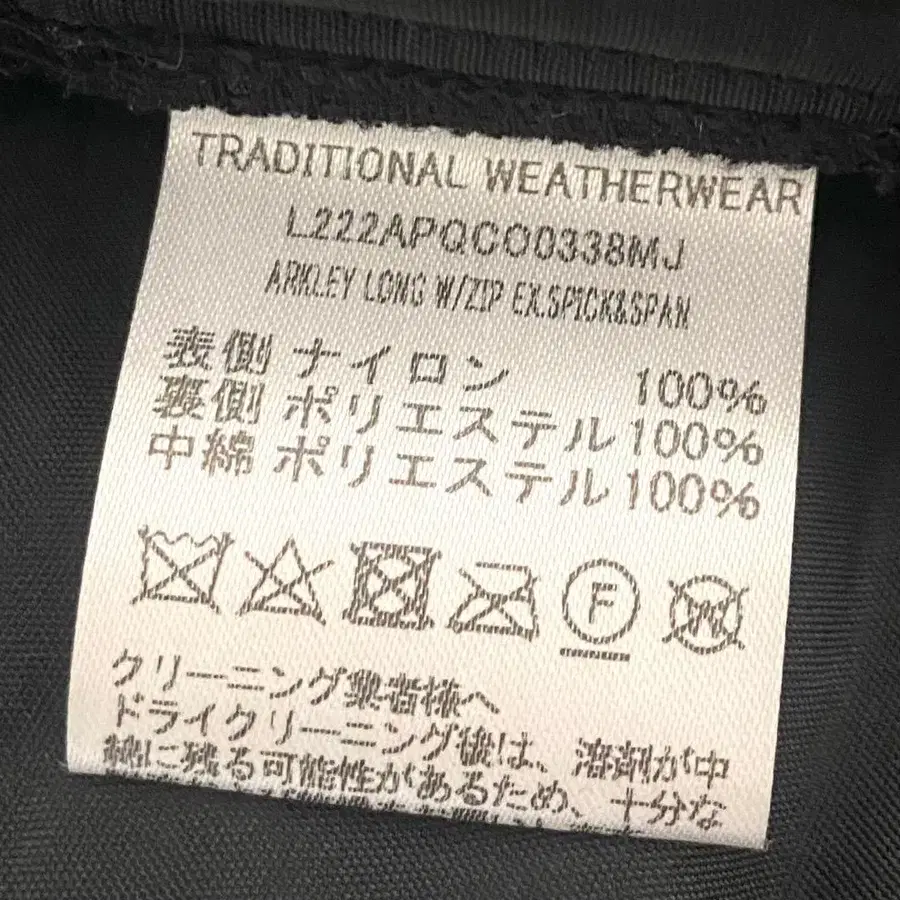 TRADITIONAL WEATHERWEAR
L222APQCO0338MJ
ARKLEY LONG W/ZIP EX.SPICK&SPAN
表側 ナイロン 100%
裏側 ポリエステル 100%
中綿 ポリエステル 100%
F
W
クリーニング業者様へ
ドライクリーニング後は、溶剤が中
綿に残る可能性があるため、十分な